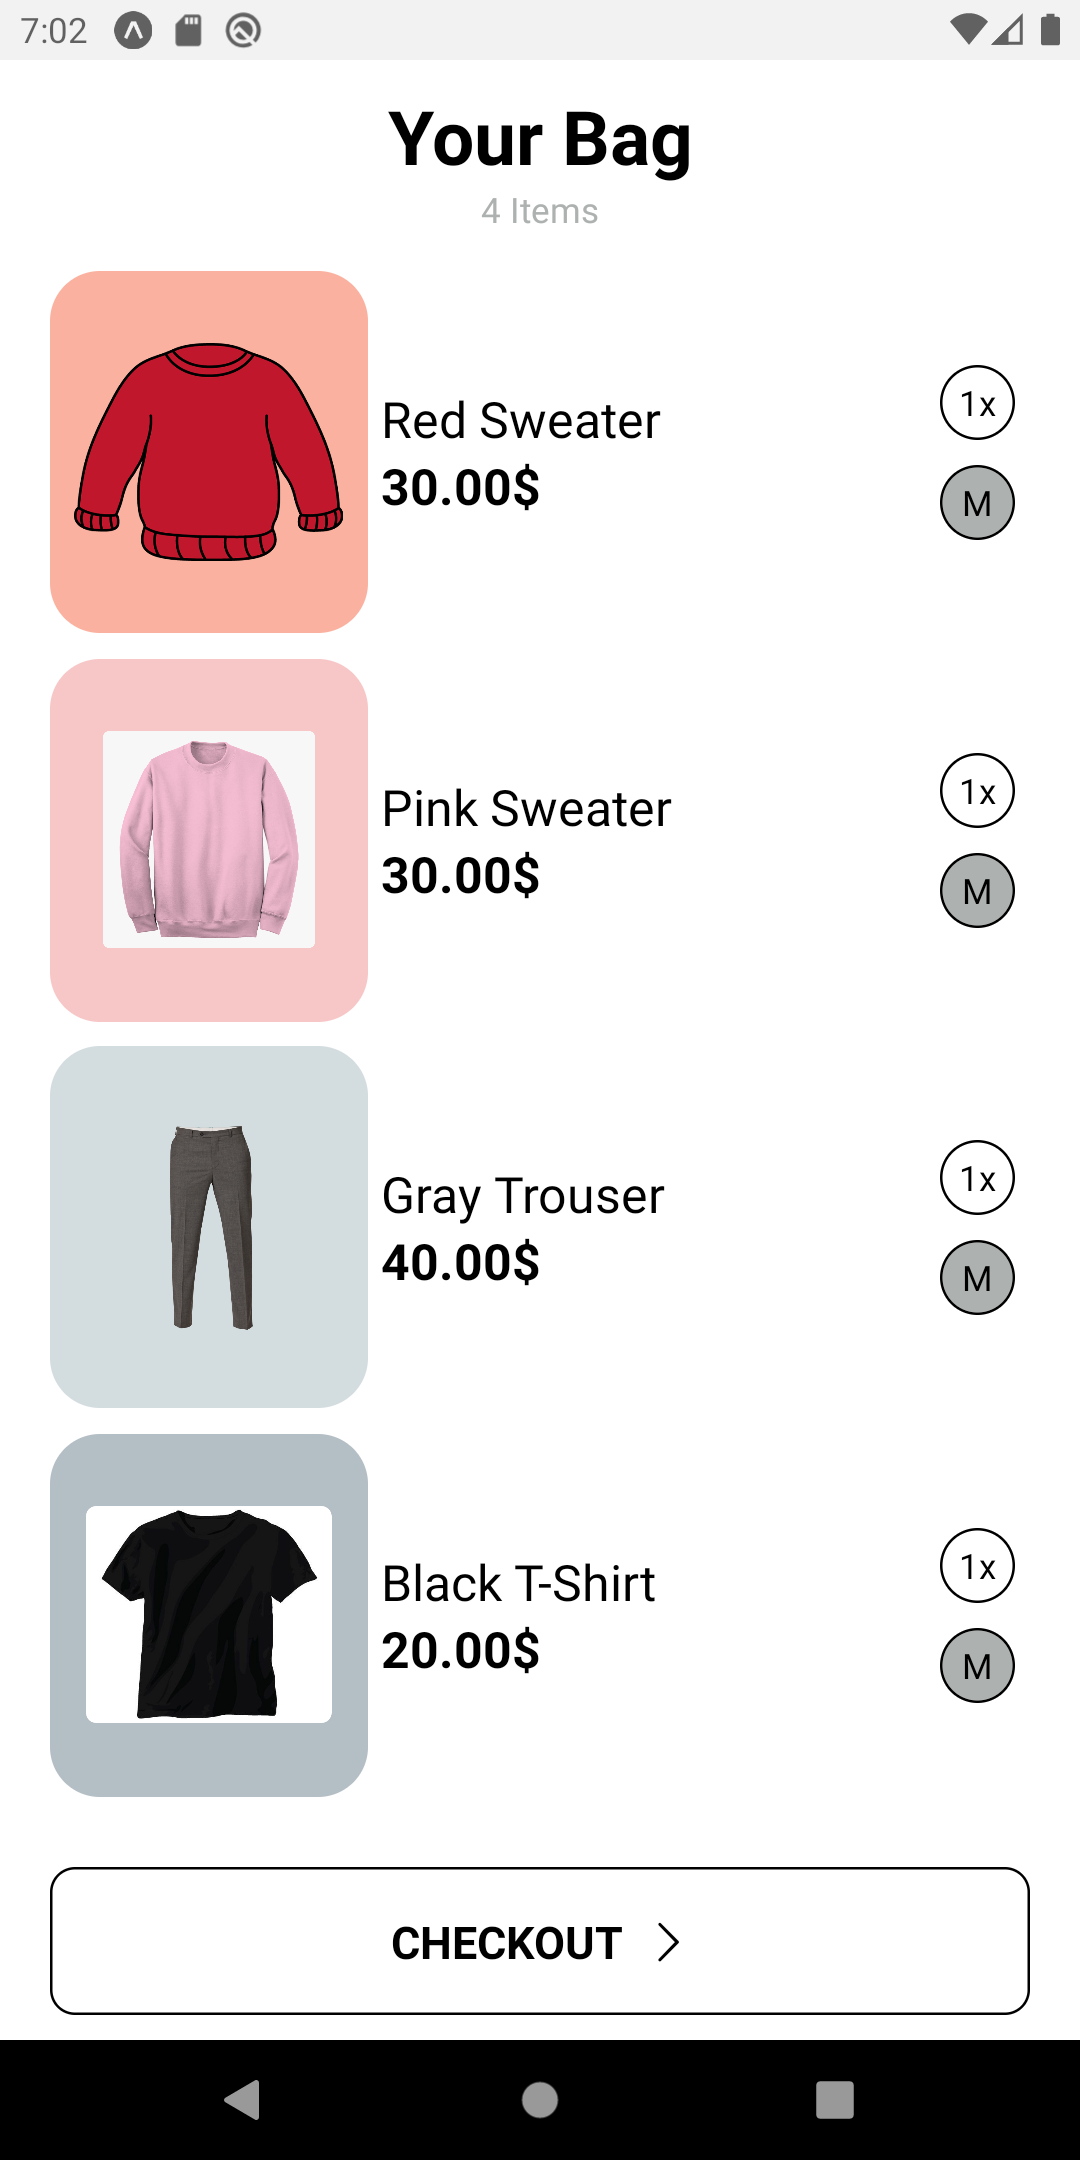 7:02
Your Bag
4 Items
Red Sweater
30.00$
1x
M
Pink Sweater
30.00$
1x
M
Gray Trouser
40.00$
1x
M
Black T-Shirt
20.00$
1x
M
CHECKOUT